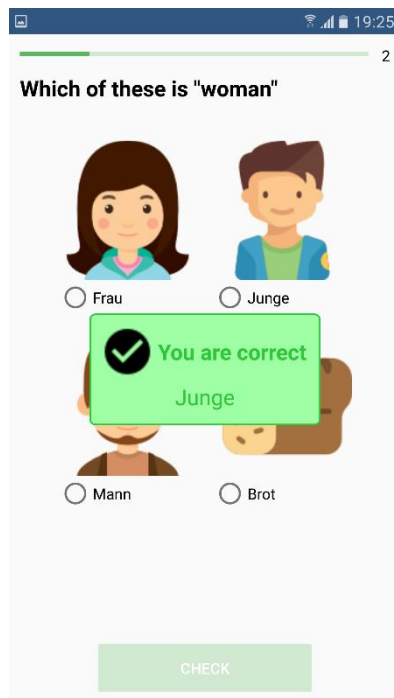 19:25
2
Which of these is "woman"
Frau
Junge
You are correct
Junge
Mann
Brot
CHECK